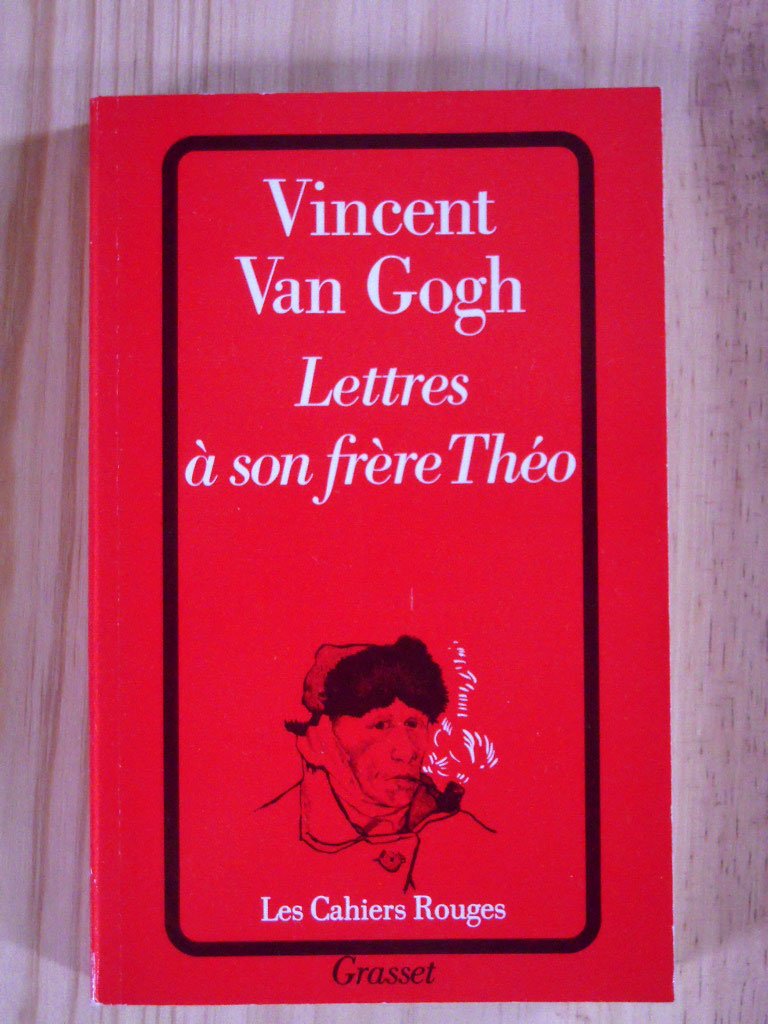 Vincent
Van Gogh
Lettres
à son frère Théo
Les Cahiers Rouges
Grasset